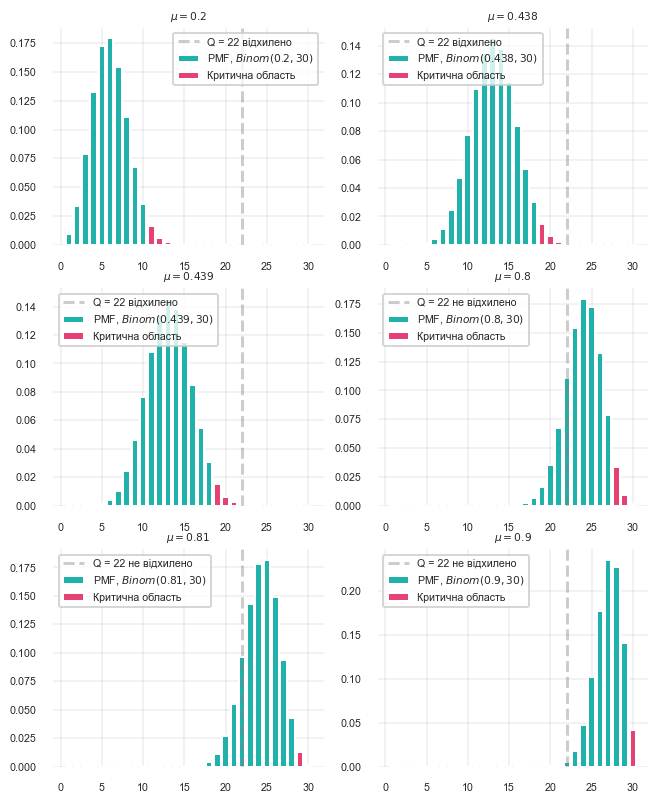 μ = 0.2
Q = 22 відхилено
PMF, Binom(0.2, 30)
Критична область
0.175
0.150
0.125
0.100
0.075
0.050
0.025
0.000
0 5 10 15 20 25 30
μ = 0.438
Q = 22 відхилено
PMF, Binom(0.438, 30)
Критична область
0.14
0.12
0.10
0.08
0.06
0.04
0.02
0.00
0 5 10 15 20 25 30
μ = 0.439
Q = 22 відхилено
PMF, Binom(0.439, 30)
Критична область
0.14
0.12
0.10
0.08
0.06
0.04
0.02
0.00
0 5 10 15 20 25 30
μ = 0.8
Q = 22 не відхилено
PMF, Binom(0.8, 30)
Критична область
0.175
0.150
0.125
0.100
0.075
0.050
0.025
0.000
0 5 10 15 20 25 30
μ = 0.81
Q = 22 не відхилено
PMF, Binom(0.81, 30)
Критична область
0.175
0.150
0.125
0.100
0.075
0.050
0.025
0.000
0 5 10 15 20 25 30
μ = 0.9
Q = 22 не відхилено
PMF, Binom(0.9, 30)
Критична область
0.20
0.15
0.10
0.05
0.00
0 5 10 15 20 25 30